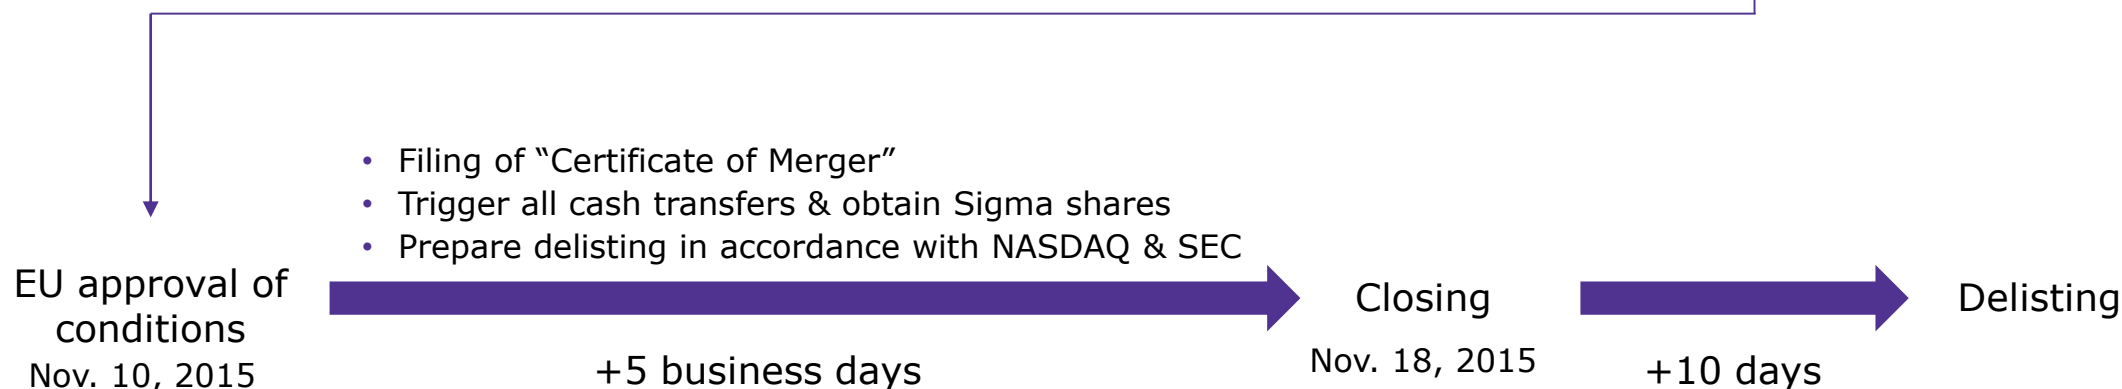 • Filing of “Certificate of Merger”
• Trigger all cash transfers & obtain Sigma shares
• Prepare delisting in accordance with NASDAQ & SEC
EU approval of
conditions
Nov. 10, 2015
+5 business days
Closing
Nov. 18, 2015
+10 days
Delisting